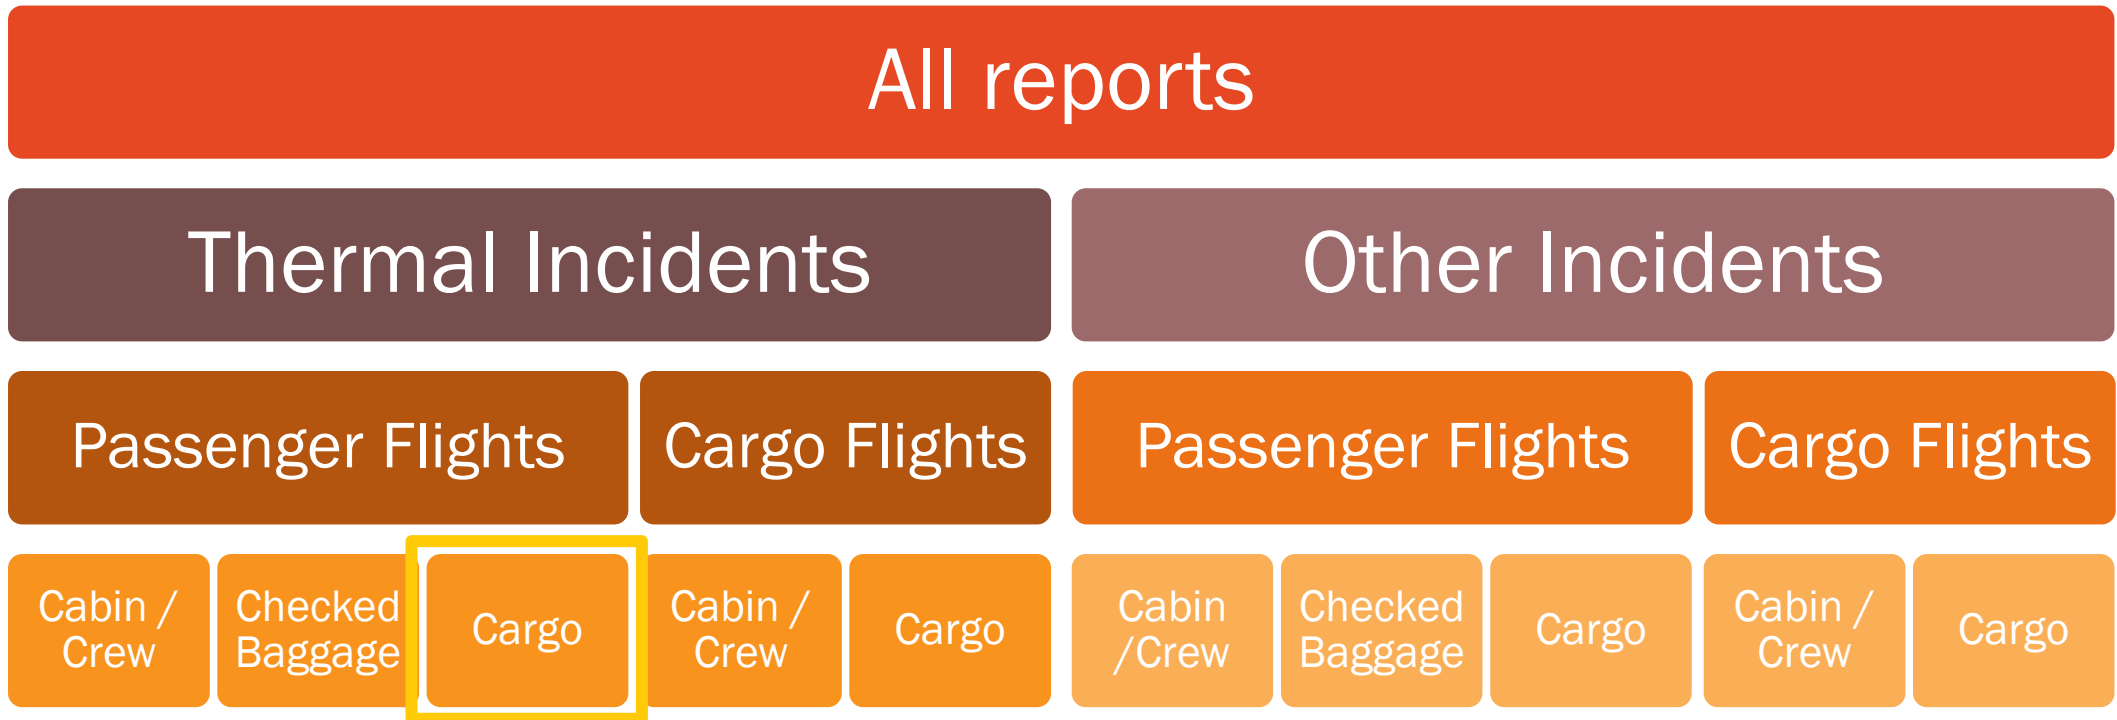 All reports
Thermal Incidents
Other Incidents
Passenger Flights
Cargo Flights
Passenger Flights
Cargo Flights
Cabin /
Crew
Checked
Baggage
Cargo
Cabin /
Crew
Cargo
Cabin
/Crew
Checked
Baggage
Cargo
Cabin /
Crew
Cargo